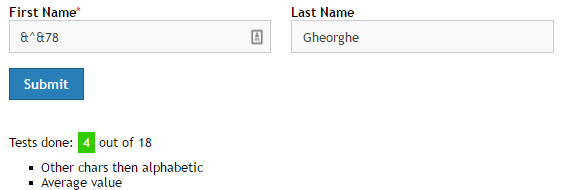 First Name* Last Name
&^&78 Gheorghe
Submit
Tests done: 4 out of 18
Other chars then alphabetic
Average value